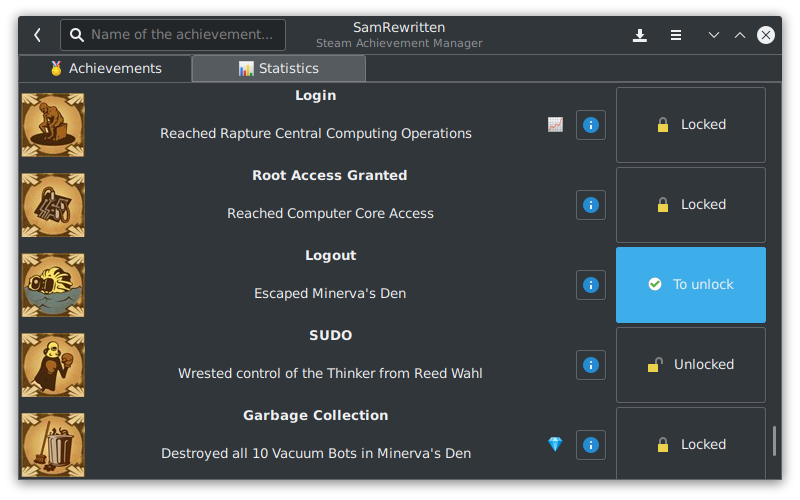 SamRewritten
Name of the achievement...
Steam Achievement Manager
Achievements
Statistics
Login
Reached Rapture Central Computing Operations
Locked
Root Access Granted
Reached Computer Core Access
Locked
Logout
Escaped Minerva's Den
To unlock
SUDO
Wrested control of the Thinker from Reed Wahl
Unlocked
Garbage Collection
Destroyed all 10 Vacuum Bots in Minerva's Den
Locked